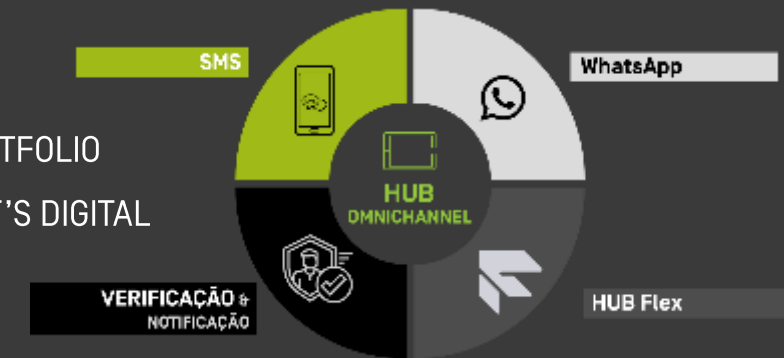 SMS
WhatsApp
TFOLIO
'S DIGITAL
HUB
OMNICHANNEL
VERIFICAÇÃO &
NOTIFICAÇÃO
HUB Flex